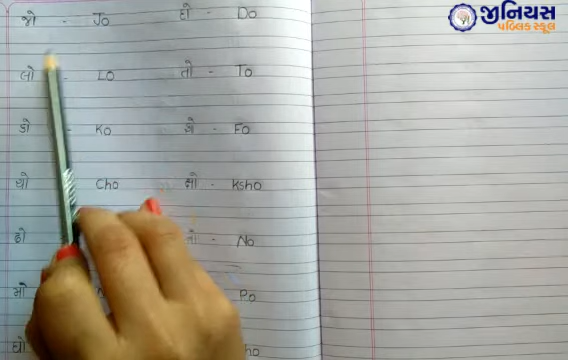 જીનિયસ
પબ્લિક સ્કૂલ
જો - Jo દો - Do
લો - Lo તો - To
કો - Ko Fo
ચો Cho ક્ષો - Ksho
નો - No
મો Po